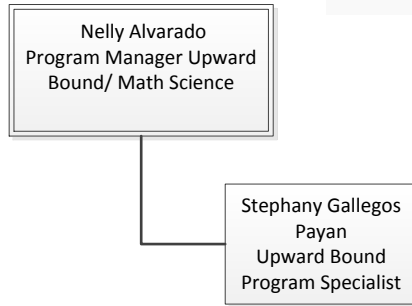 Nelly Alvarado
Program Manager Upward
Bound/ Math Science
Stephany Gallegos
Payan
Upward Bound
Program Specialist